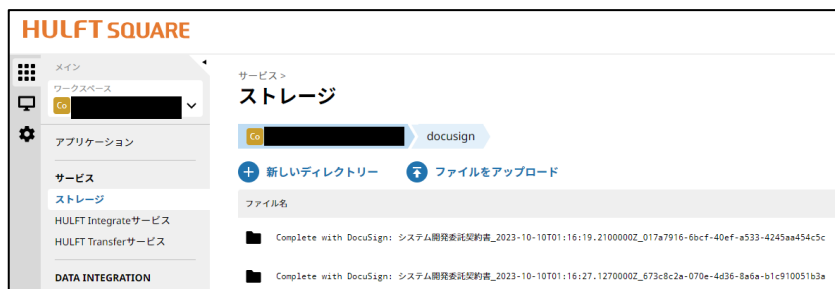 HULFT SQUARE
メイン
ワークスペース
Co
アプリケーション
サービス
ストレージ
HULFT Integrateサービス
HULFT Transferサービス
DATA INTEGRATION
サービス >
ストレージ
Co
docusign
新しいディレクトリー
ファイルをアップロード
ファイル名
Complete with DocuSign: システム開発委託契約書_2023-10-10T01:16:19.2100000Z_017a7916-6bcf-40ef-a533-4245aa454c5c
Complete with DocuSign: システム開発委託契約書_2023-10-10T01:16:27.1270000Z_673c8c2a-070e-4d36-8a6a-b1c910051b3a